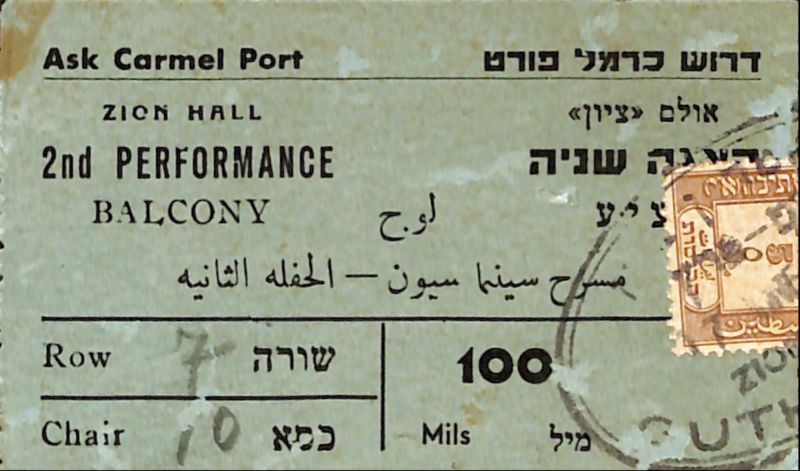 Ask Carmel Port דרוש כרמל פורט
ZION HALL אולם «ציון»
2nd PERFORMANCE הצגה שניה
BALCONY لوج יציע
مسرح سينما سيون — الحفله الثانيه
Row 7 שורה
Chair 10 כסא
100
Mils מיל